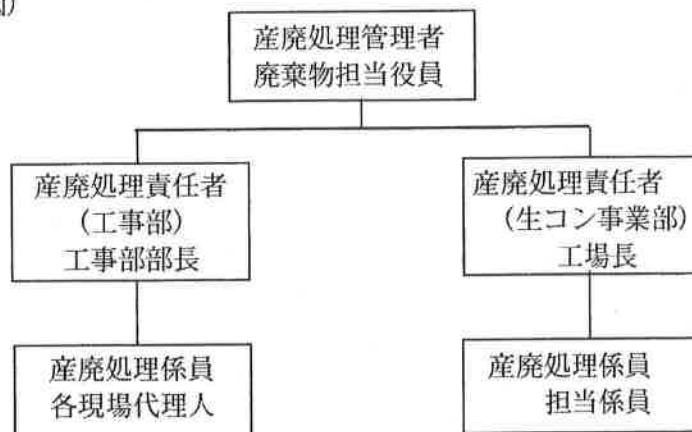 産廃処理管理者
廃棄物担当役員
産廃処理責任者
（工事部）
工事部部長
産廃処理責任者
（生コン事業部）
工場長
産廃処理係員
各現場代理人
産廃処理係員
担当係員